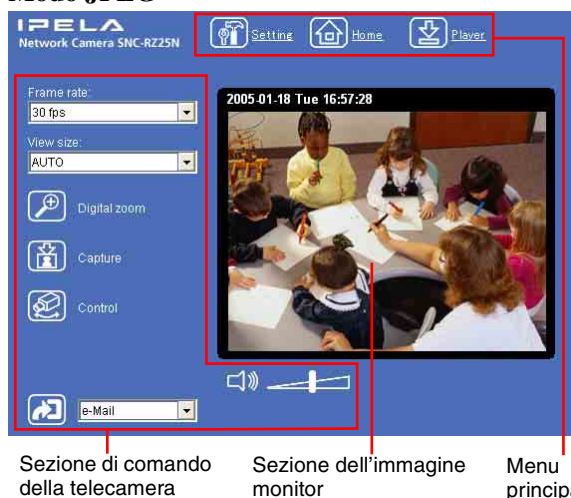 IPELA
Network Camera SNC-RZ25N
Setting
Home
Player
Frame rate:
30 fps
View size:
AUTO
Digital zoom
Capture
Control
e-Mail
2005-01-18 Tue 16:57:28
Sezione di comando
della telecamera
Sezione dell'immagine
monitor
Menu